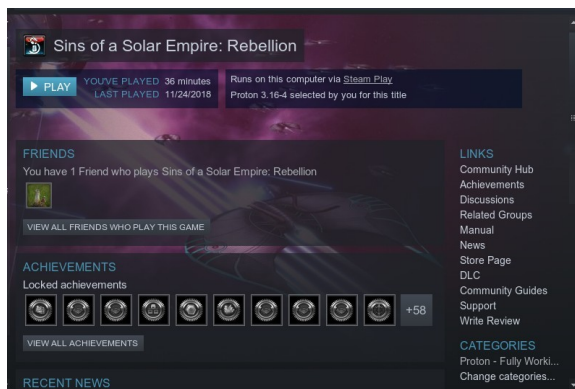 Sins of a Solar Empire: Rebellion
PLAY
YOU'VE PLAYED 36 minutes
LAST PLAYED 11/24/2018
Runs on this computer via Steam Play
Proton 3.16-4 selected by you for this title
FRIENDS
You have 1 Friend who plays Sins of a Solar Empire: Rebellion
VIEW ALL FRIENDS WHO PLAY THIS GAME
ACHIEVEMENTS
Locked achievements
+58
VIEW ALL ACHIEVEMENTS
RECENT NEWS
LINKS
Community Hub
Achievements
Discussions
Related Groups
Manual
News
Store Page
DLC
Community Guides
Support
Write Review
CATEGORIES
Proton - Fully Worki...
Change categories...